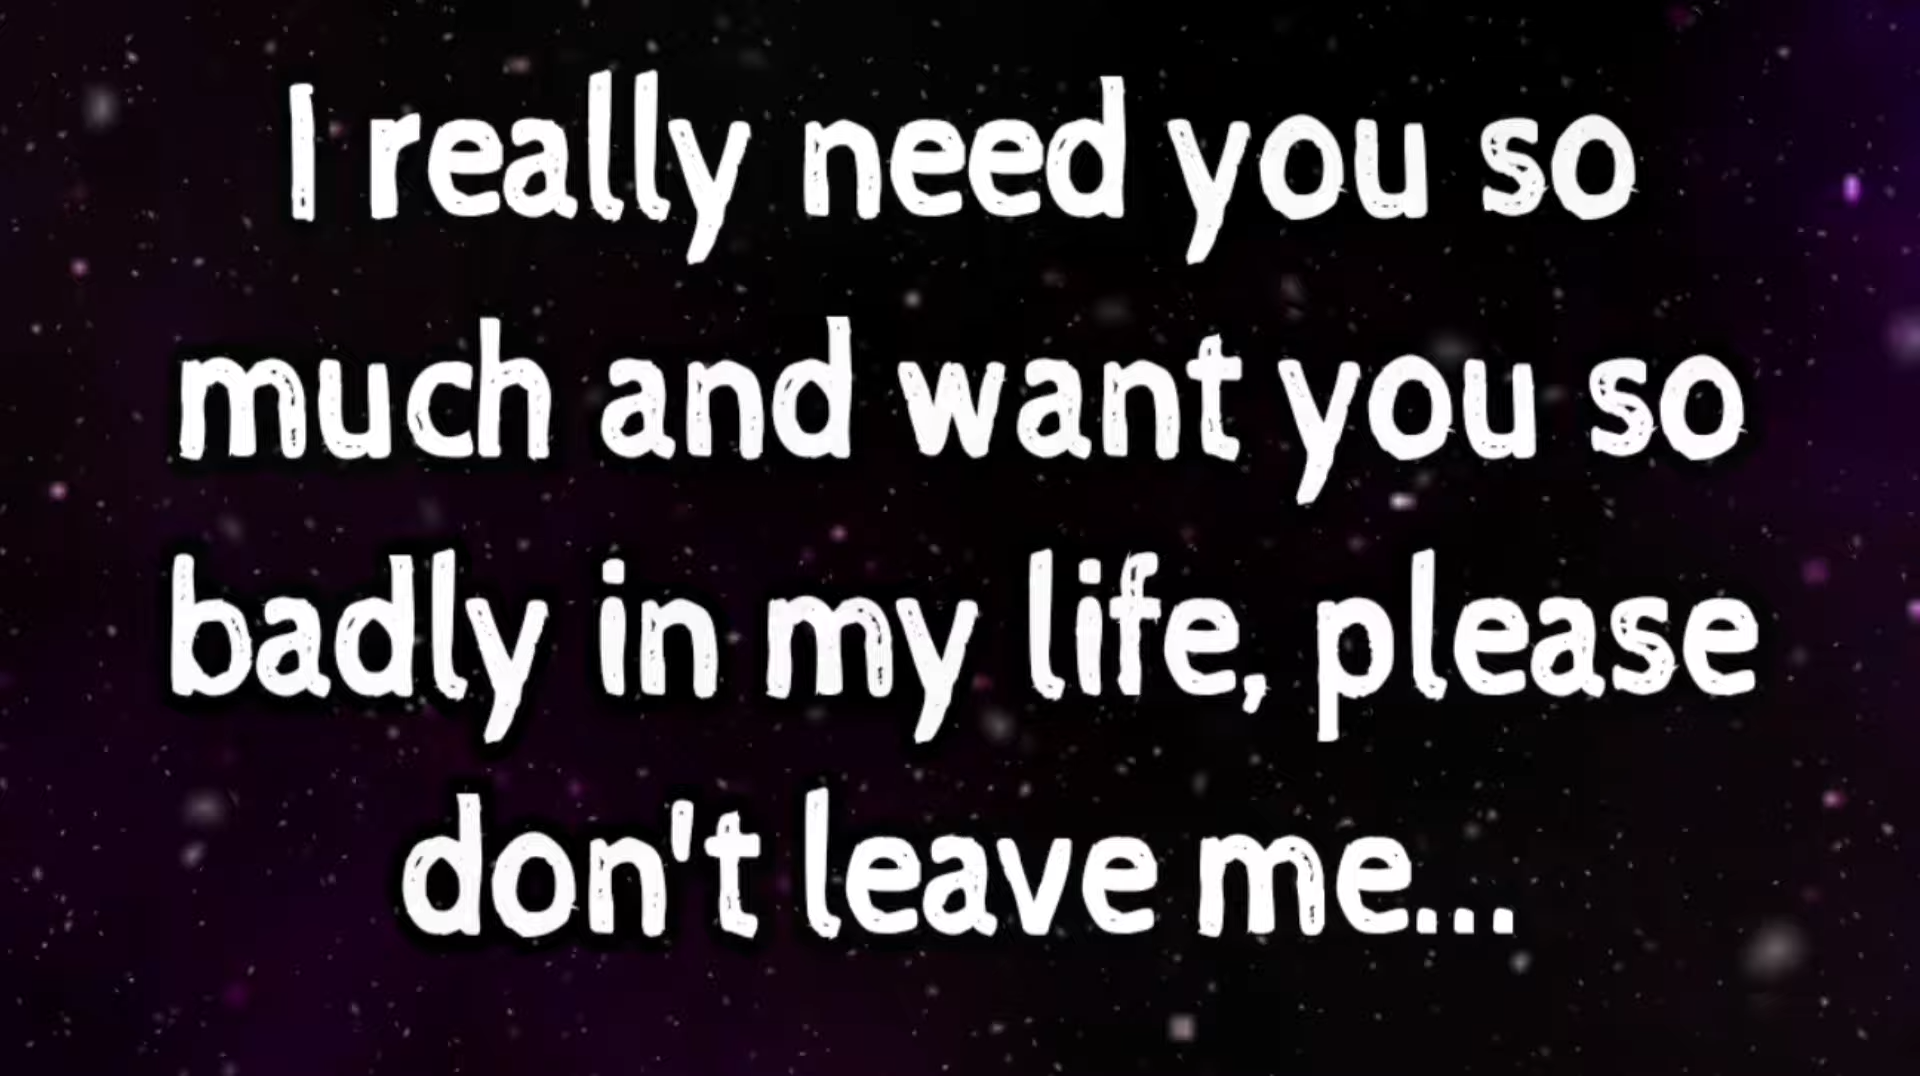 I really need you so
much and want you so
badly in my life, please
don't leave me...